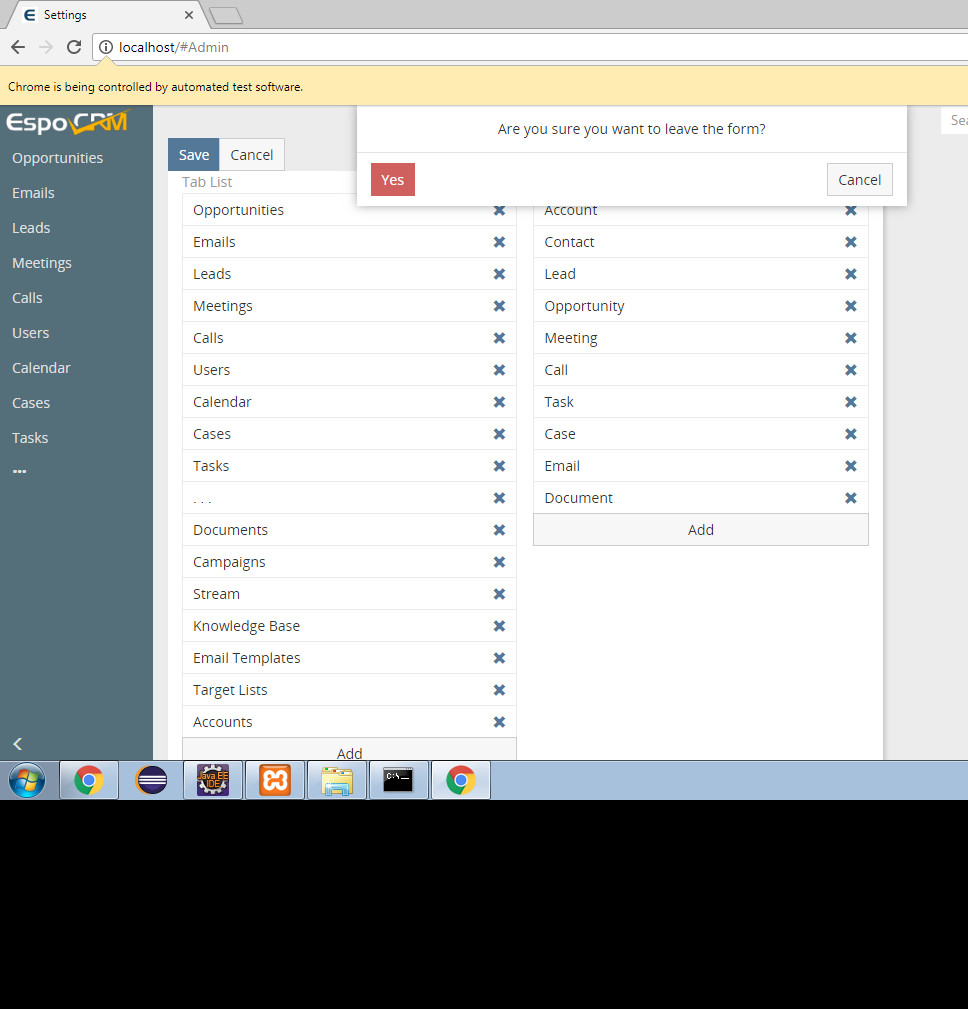 Settings
localhost/#Admin
Chrome is being controlled by automated test software.
EspoCRM
Opportunities
Emails
Leads
Meetings
Calls
Users
Calendar
Cases
Tasks
...
Are you sure you want to leave the form?
Yes
Cancel
Save
Cancel
Tab List
Opportunities
Emails
Leads
Meetings
Calls
Users
Calendar
Cases
Tasks
. . .
Documents
Campaigns
Stream
Knowledge Base
Email Templates
Target Lists
Accounts
Add
Account
Contact
Lead
Opportunity
Meeting
Call
Task
Case
Email
Document
Add
Sea
Java EE
IDE
C:\_